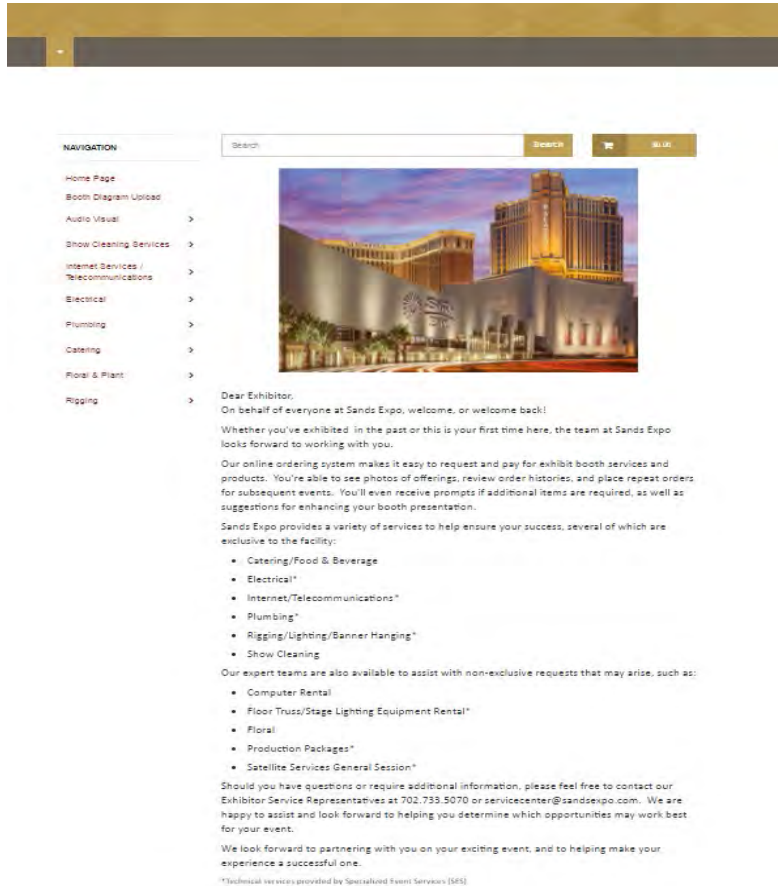 NAVIGATION
Home Page
Booth Diagram Upload
Audio Visual
Show Cleaning Services
Internet Services /
Telecommunications
Electrical
Plumbing
Catering
Floral & Plant
Rigging
Search
Search
$0.00
Dear Exhibitor,
On behalf of everyone at Sands Expo, welcome, or welcome back!
Whether you've exhibited in the past or this is your first time here, the team at Sands Expo
looks forward to working with you.
Our online ordering system makes it easy to request and pay for exhibit booth services and
products. You're able to see photos of offerings, review order histories, and place repeat orders
for subsequent events. You'll even receive prompts if additional items are required, as well as
suggestions for enhancing your booth presentation.
Sands Expo provides a variety of services to help ensure your success, several of which are
exclusive to the facility:
• Catering/Food & Beverage
• Electrical*
• Internet/Telecommunications*
• Plumbing*
• Rigging/Lighting/Banner Hanging*
• Show Cleaning
Our expert teams are also available to assist with non-exclusive requests that may arise, such as:
• Computer Rental
• Floor Truss/Stage Lighting Equipment Rental*
• Floral
• Production Packages*
• Satellite Services General Session*
Should you have questions or require additional information, please feel free to contact our
Exhibitor Service Representatives at 702.733.5070 or servicecenter@sandsexpo.com. We are
happy to assist and look forward to helping you determine which opportunities may work best
for your event.
We look forward to partnering with you on your exciting event, and to helping make your
experience a successful one.
*Technical services provided by Specialized Event Services (SES)